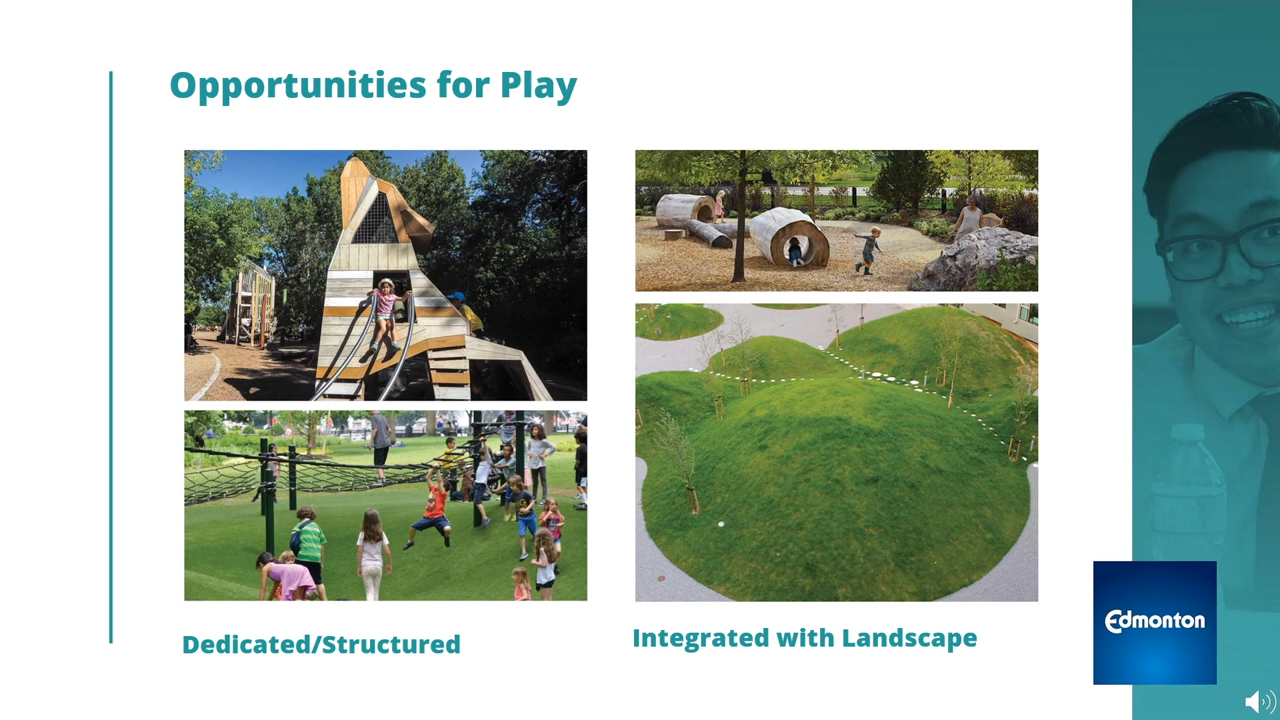 Opportunities for Play
Dedicated/Structured
Integrated with Landscape
Edmonton